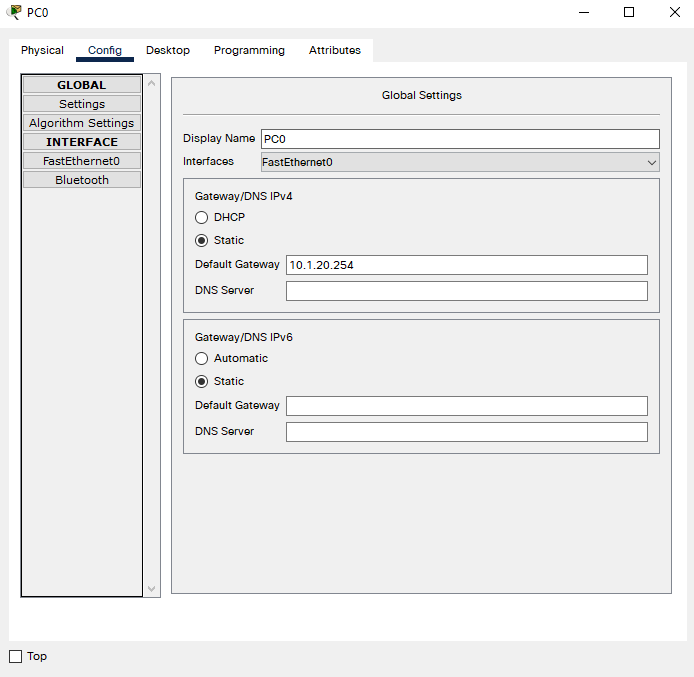 PC0
Physical Config Desktop Programming Attributes
GLOBAL
Settings
Algorithm Settings
INTERFACE
FastEthernet0
Bluetooth
Global Settings
Display Name PC0
Interfaces FastEthernet0
Gateway/DNS IPv4
DHCP
Static
Default Gateway 10.1.20.254
DNS Server
Gateway/DNS IPv6
Automatic
Static
Default Gateway
DNS Server
Top